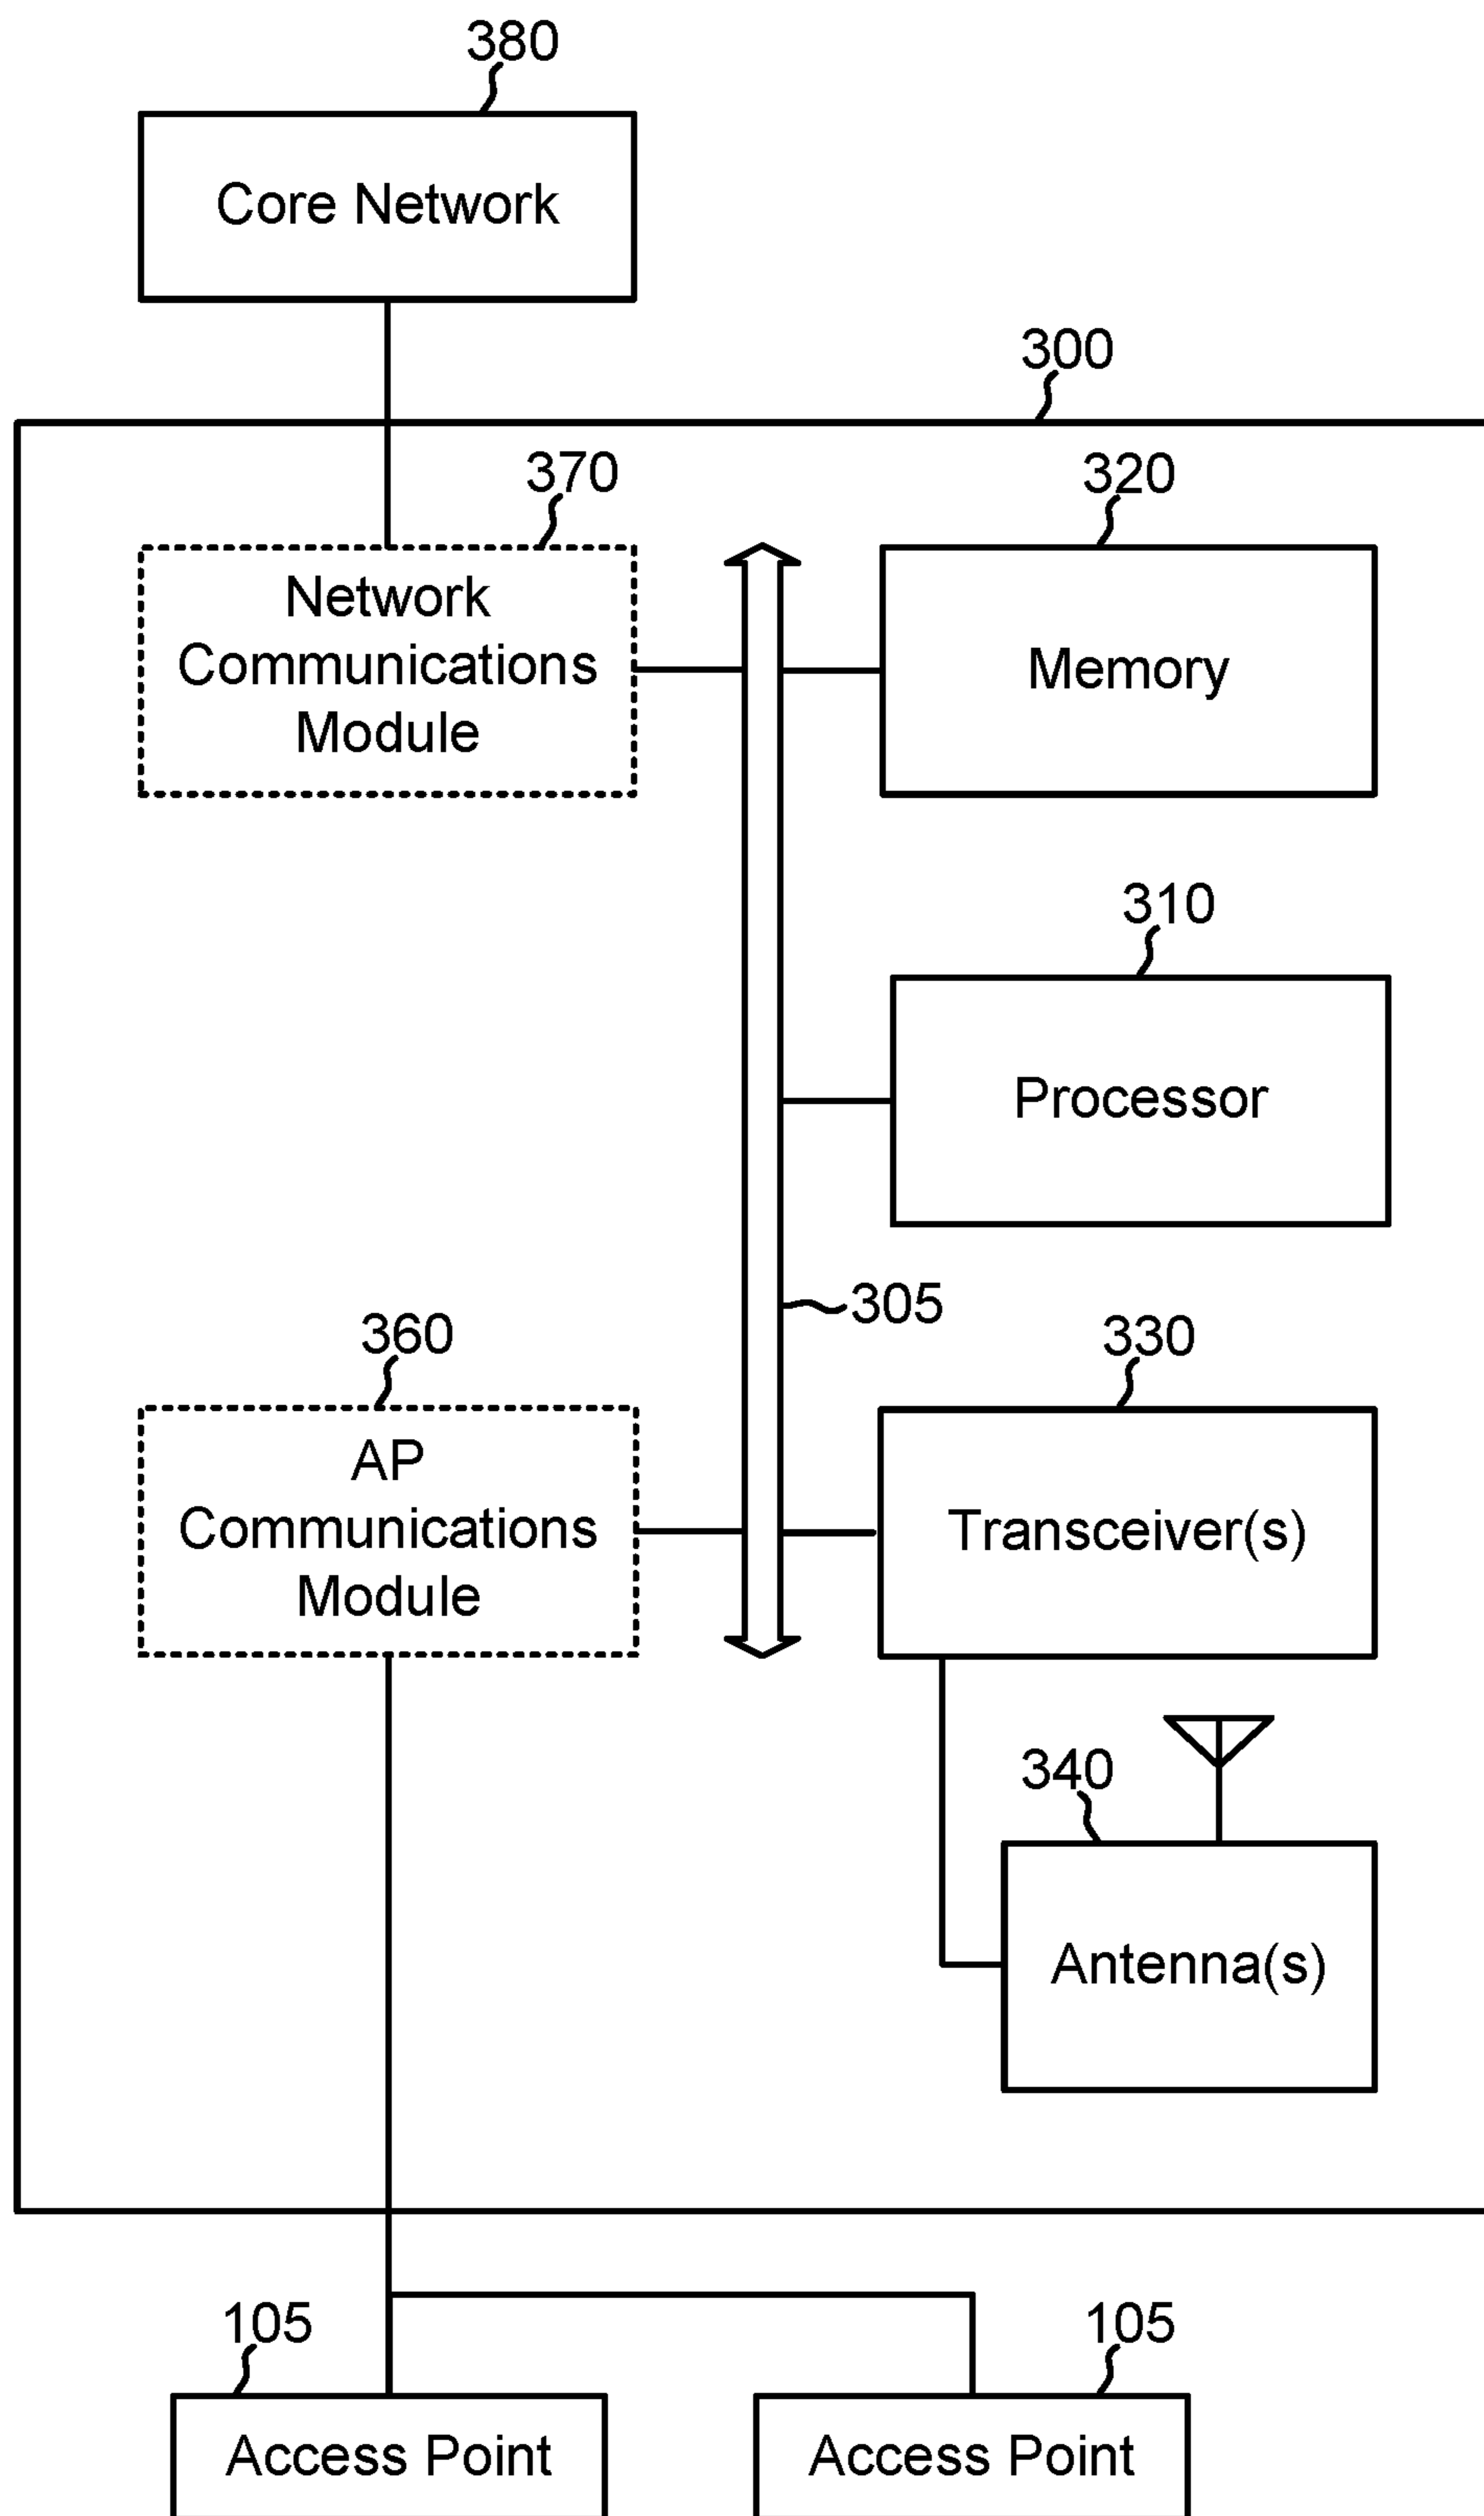 380
Core Network
300
370
320
Network
Communications
Module
Memory
310
Processor
305
360
330
AP
Communications
Module
Transceiver(s)
340
Antenna(s)
105
105
Access Point
Access Point